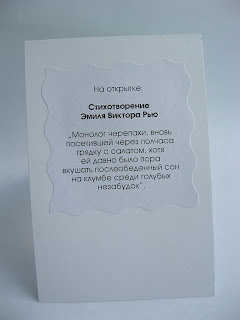 На открытке:
Стихотворение
Эмиля Виктора Рью
„Монолог черепахи, вновь
посетившей через полчаса
грядку с салатом, хотя
ей давно было пора
вкушать послеобеденный сон
на клумбе среди голубых
незабудок".